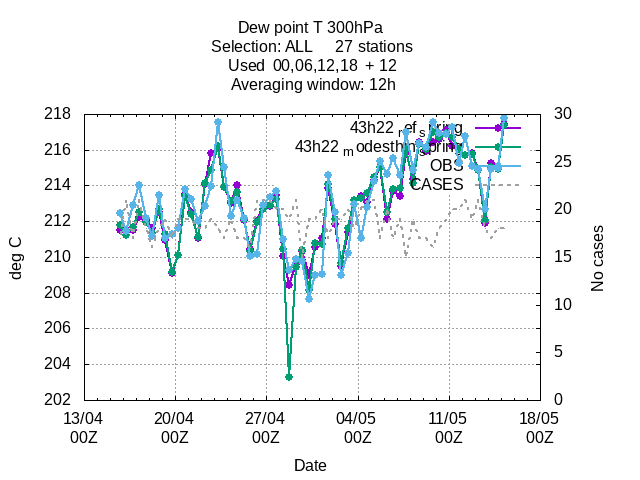 Dew point T 300hPa
Selection: ALL 27 stations
Used 00,06,12,18 + 12
Averaging window: 12h
218
216
214
212
210
208
206
204
202
30
25
20
15
10
5
0
43h22_ref_spring
43h22_modesthin_spring
OBS
CASES
deg C
No cases
13/04 20/04 27/04 04/05 11/05 18/05
00Z 00Z 00Z 00Z 00Z 00Z
Date